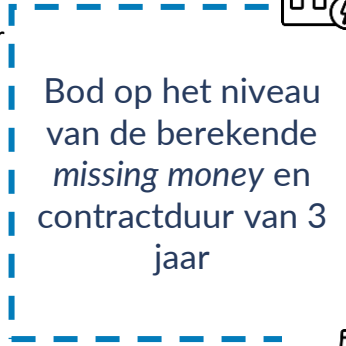 Bod op het niveau
van de berekende
missing money en
contractduur van 3
jaar